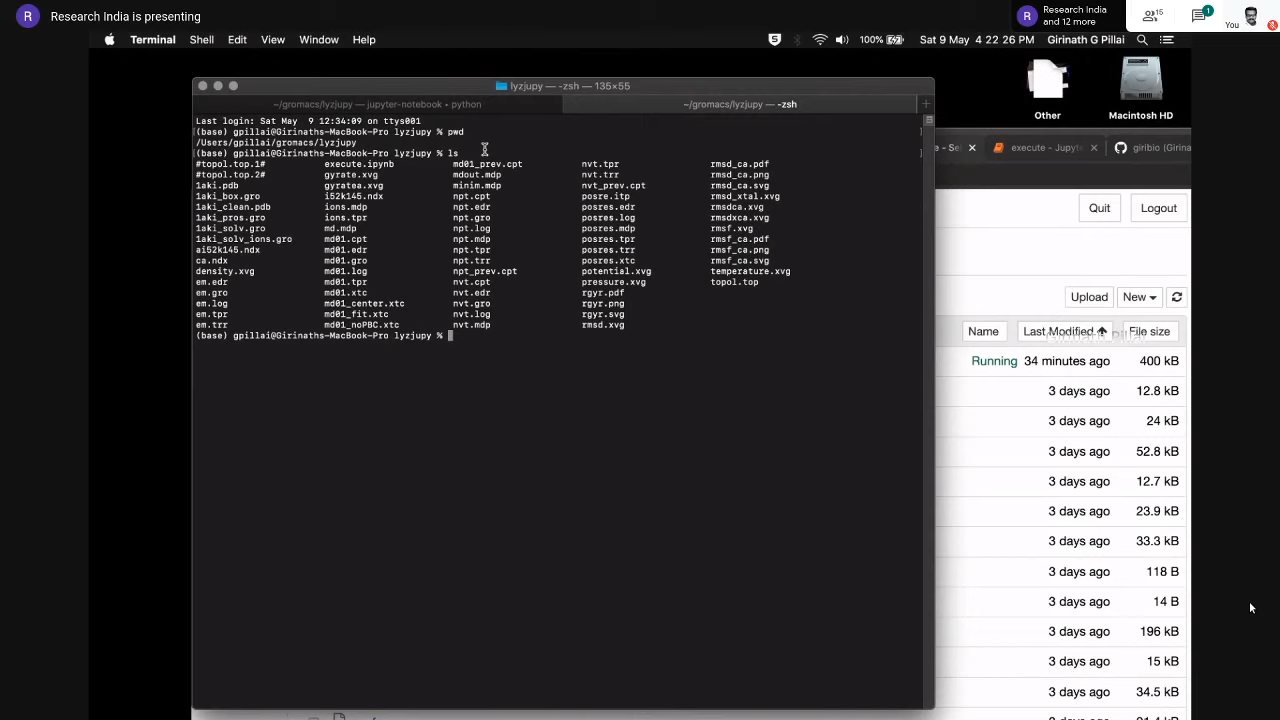 R Research India is presenting
R Research India and 12 more
15
1
You
Terminal Shell Edit View Window Help
S 100% Sat 9 May 4 22 26 PM Girinath G Pillai
lyzjupy — -zsh — 135×55
~/gromacs/lyzjupy — jupyter-notebook • python ~/gromacs/lyzjupy — -zsh +
Last login: Sat May  9 12:34:09 on ttys001
(base) gpillai@Girinaths-MacBook-Pro lyzjupy % pwd
/Users/gpillai/gromacs/lyzjupy
(base) gpillai@Girinaths-MacBook-Pro lyzjupy % ls
#topol.top.1# execute.ipynb md01_prev.cpt nvt.tpr rmsd_ca.pdf
#topol.top.2# gyrate.xvg mdout.mdp nvt.trr rmsd_ca.png
1aki.pdb gyratea.xvg minim.mdp nvt_prev.cpt rmsd_ca.svg
1aki_box.gro i52k145.ndx npt.cpt posre.itp rmsd_xtal.xvg
1aki_clean.pdb ions.mdp npt.edr posres.edr rmsdca.xvg
1aki_pros.gro ions.tpr npt.gro posres.log rmsdxca.xvg
1aki_solv.gro md.mdp npt.log posres.mdp rmsf.xvg
1aki_solv_ions.gro md01.cpt npt.mdp posres.tpr rmsf_ca.pdf
ai52k145.ndx md01.edr npt.tpr posres.trr rmsf_ca.png
ca.ndx md01.gro npt.trr posres.xtc rmsf_ca.svg
density.xvg md01.log npt_prev.cpt potential.xvg temperature.xvg
em.edr md01.tpr nvt.cpt pressure.xvg topol.top
em.gro md01.xtc nvt.edr rgyr.pdf
em.log md01_center.xtc nvt.gro rgyr.png
em.tpr md01_fit.xtc nvt.log rgyr.svg
em.trr md01_noPBC.xtc nvt.mdp rmsd.xvg
(base) gpillai@Girinaths-MacBook-Pro lyzjupy %
Other Macintosh HD
- Se × execute - Jupyte × giribio (Girina
Quit Logout
Upload New
Name Last Modified File size
Running 34 minutes ago 400 kB
3 days ago 12.8 kB
3 days ago 24 kB
3 days ago 52.8 kB
3 days ago 12.7 kB
3 days ago 23.9 kB
3 days ago 33.3 kB
3 days ago 118 B
3 days ago 14 B
3 days ago 196 kB
3 days ago 15 kB
3 days ago 34.5 kB